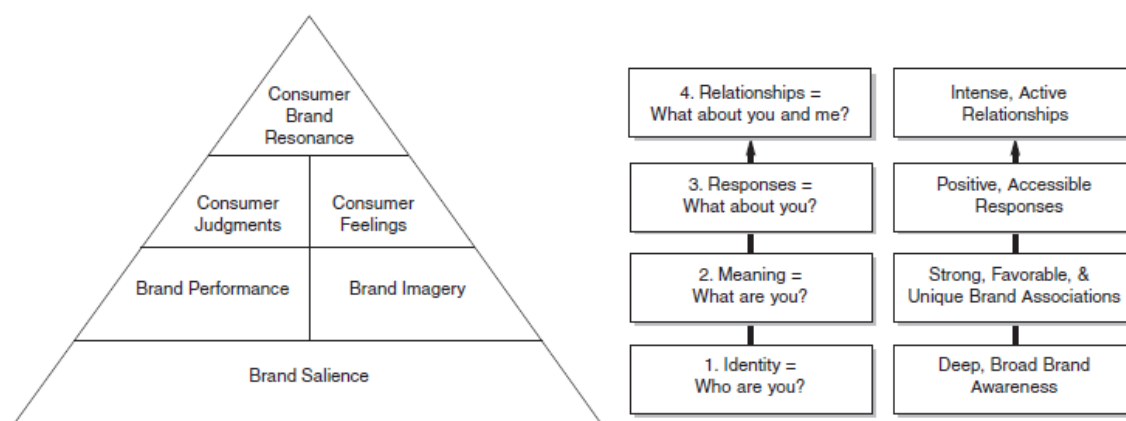 Consumer
Brand
Resonance
Consumer
Judgments
Consumer
Feelings
Brand Performance
Brand Imagery
Brand Salience
4. Relationships =
What about you and me?
3. Responses =
What about you?
2. Meaning =
What are you?
1. Identity =
Who are you?
Intense, Active
Relationships
Positive, Accessible
Responses
Strong, Favorable, &
Unique Brand Associations
Deep, Broad Brand
Awareness